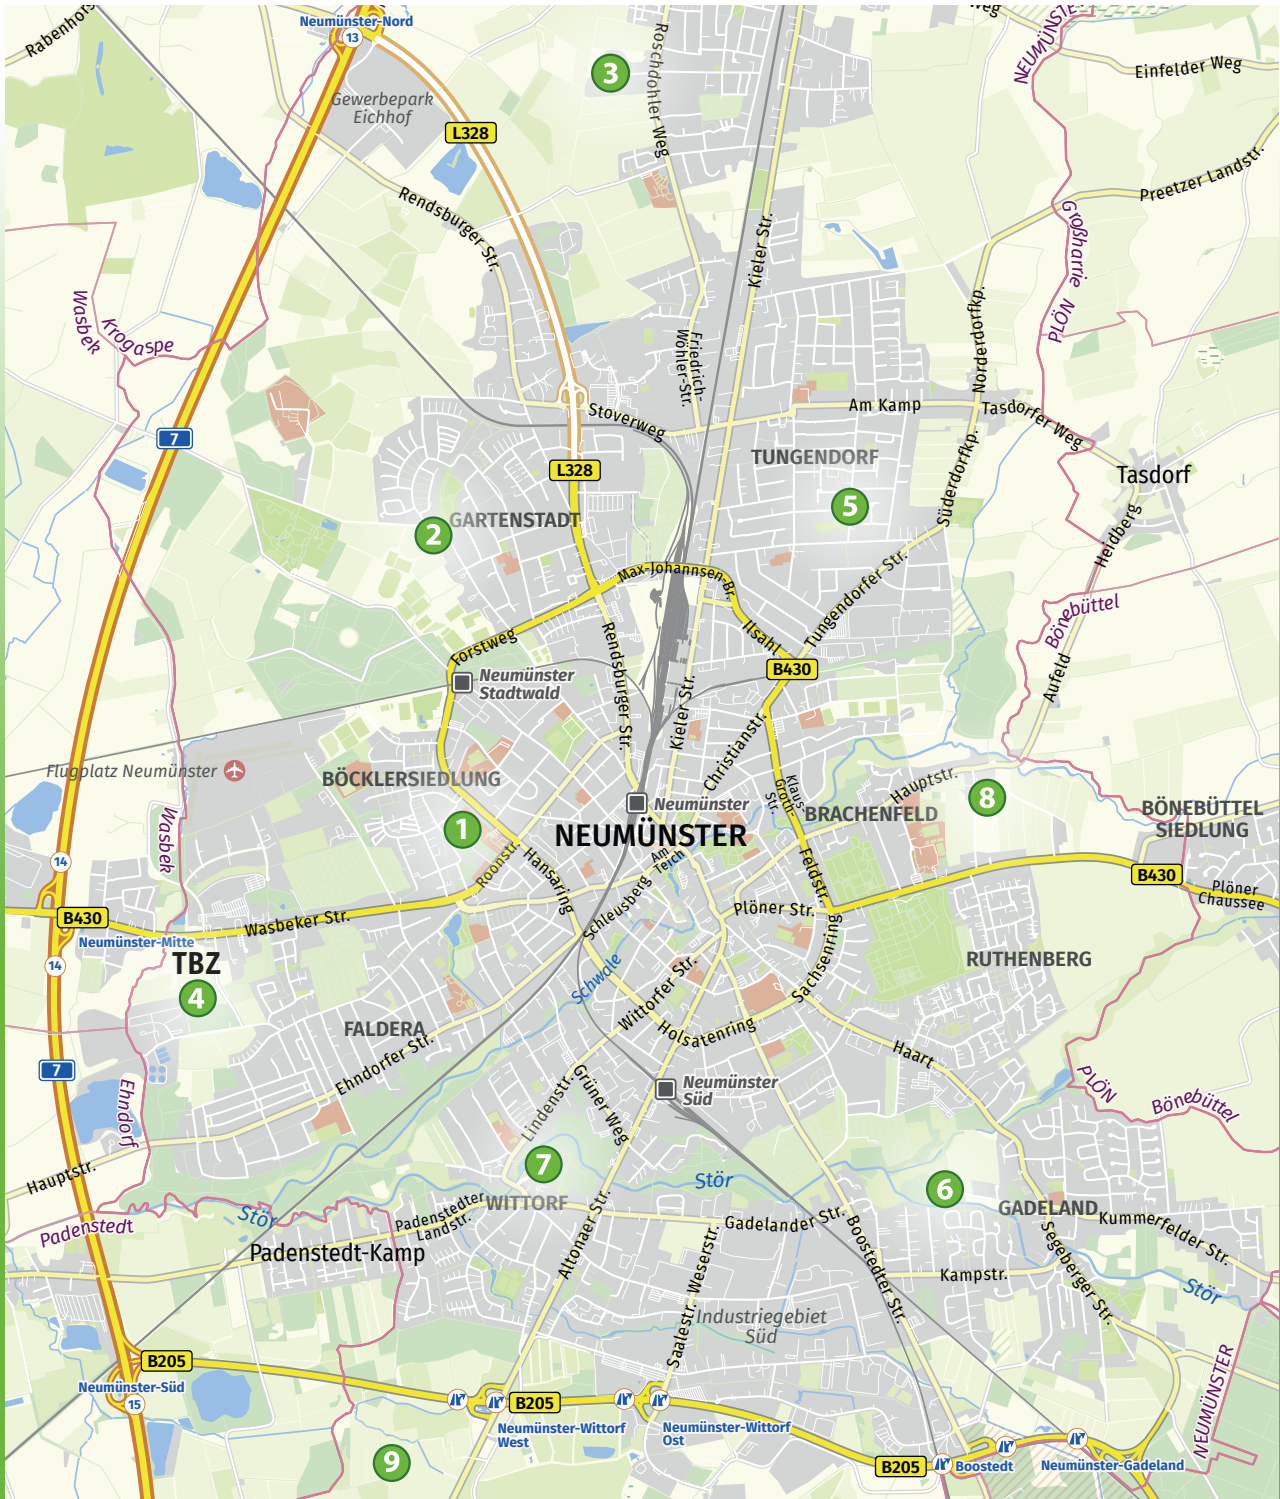 Rabenhors
Neumünster-Nord
13
Weg
NEUMÜNSTER
Einfelder Weg
3
Roschdohler Weg
Gewerbepark
Eichhof
L328
Preetzer Landstr.
Rendsburger Str.
Kieler Str.
Großharrie
PLÖN
Wasbek
Krogaspe
Friedrich-
Wöhler-Str.
Norderdorfkp.
Stoverweg
Am Kamp
Tasdorfer Weg
7
L328
TUNGENDORF
Tasdorf
Süderdorfkp.
5
2
GARTENSTADT
Heidberg
Max-Johannsen-Br.
Tungendorfer Str.
Bönebüttel
Ilsahl
Forstweg
Rendsburger Str.
B430
Aufeld
Neumünster
Stadtwald
Kieler Str.
Christianstr.
Flugplatz Neumünster
BÖCKLERSIEDLUNG
Klaus-
Groth-
Str.
Hauptstr.
8
Neumünster
BRACHENFELD
BÖNEBÜTTEL
SIEDLUNG
Wasbek
1
NEUMÜNSTER
14
Roonstr.
Hansaring
Am
Teich
Feldstr.
B430
Schleusberg
Plöner
Chaussee
B430
Wasbeker Str.
Plöner Str.
Neumünster-Mitte
Sachsenring
14
TBZ
4
RUTHENBERG
Schwale
Wittorfer Str.
FALDERA
Holsatenring
Haart
Ehndorfer Str.
7
Neumünster
Süd
PLÖN
Bönebüttel
Ehndorf
Lindenstr.
Grüner Weg
7
Hauptstr.
Stör
6
WITTORF
GADELAND
Padenstedt
Stör
Padenstedter
Landstr.
Altonaer Str.
Gadelander Str.
Kummerfelder Str.
Padenstedt-Kamp
Boostedter Str.
Segeberger Str.
Weserstr.
Kampstr.
Stör
Saalestr.
Industriegebiet
Süd
B205
NEUMÜNSTER
Neumünster-Süd
15
B205
Neumünster-Wittorf
West
Neumünster-Wittorf
Ost
9
B205
Boostedt
Neumünster-Gadeland